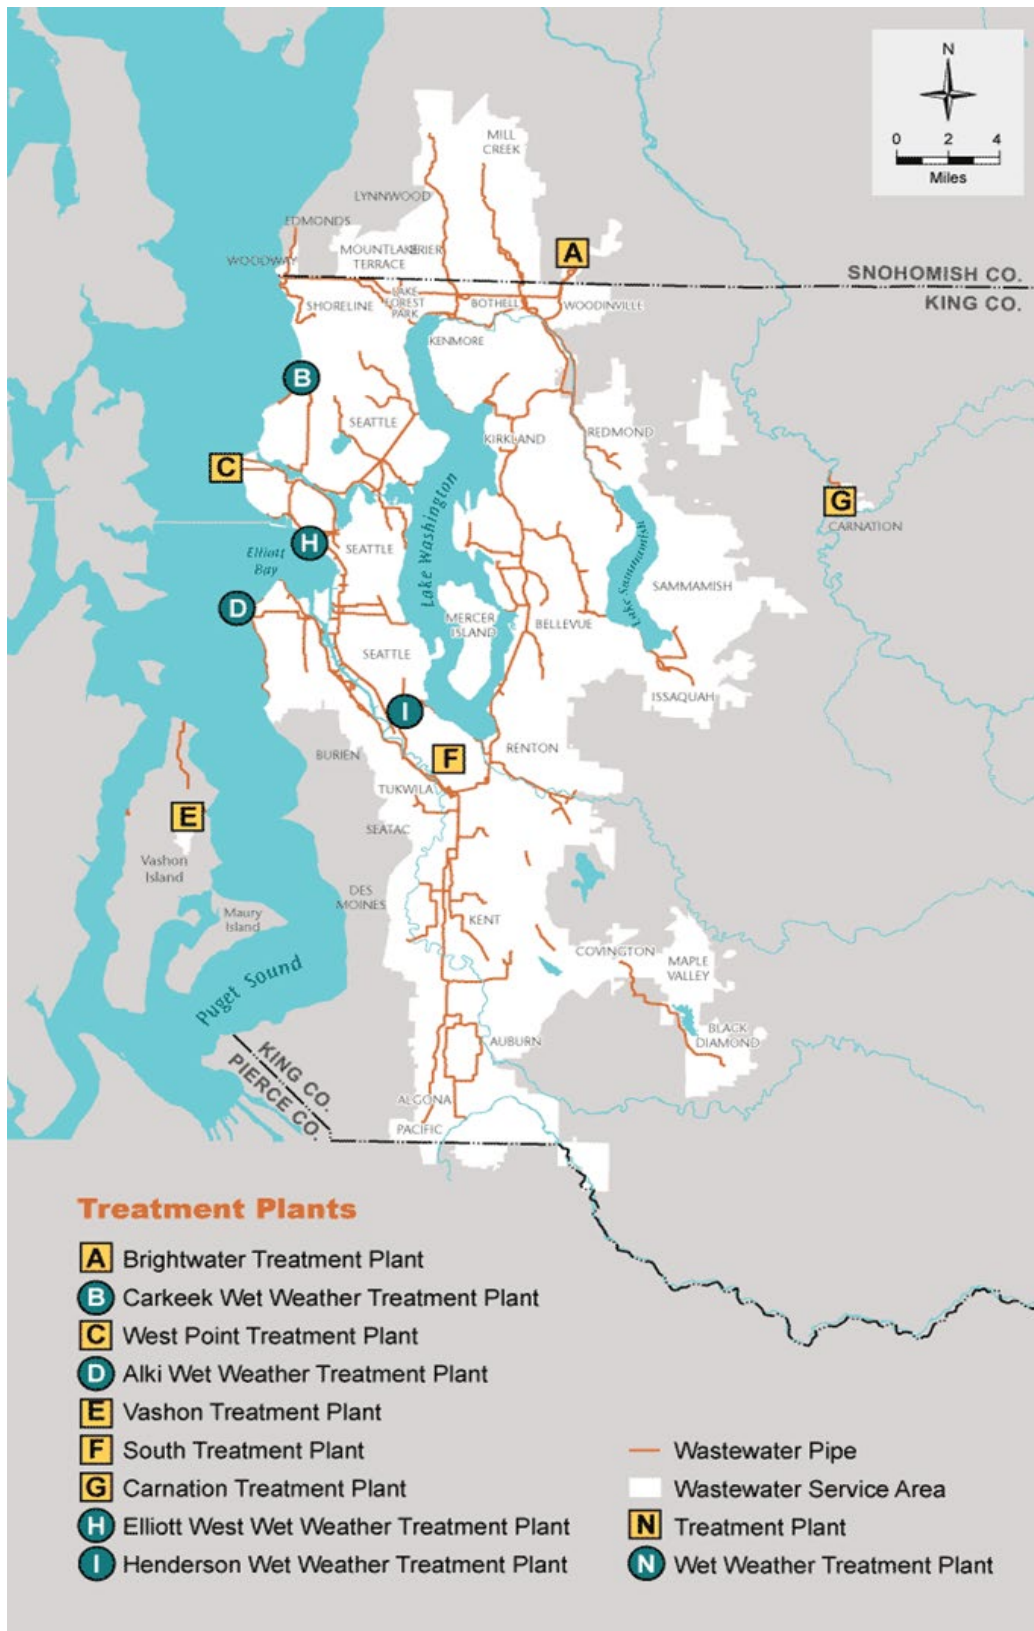 N
0 2 4
Miles
MILL
CREEK
LYNNWOOD
EDMONDS
WOODWAY
MOUNTLAKE
TERRACE
BRIER
SNOHOMISH CO.
KING CO.
A
SHORELINE
LAKE
FOREST
PARK
BOTHELL
WOODINVILLE
KENMORE
B
SEATTLE
KIRKLAND
REDMOND
C
G
CARNATION
Lake Washington
Lake Sammamish
H
Elliott
Bay
SEATTLE
SAMMAMISH
D
MERCER
ISLAND
BELLEVUE
SEATTLE
ISSAQUAH
I
BURIEN
F
RENTON
TUKWILA
E
SEATAC
Vashon
Island
DES
MOINES
Maury
Island
KENT
COVINGTON
MAPLE
VALLEY
Puget Sound
BLACK
DIAMOND
AUBURN
KING CO.
PIERCE CO.
ALGONA
PACIFIC
Treatment Plants
A Brightwater Treatment Plant
B Carkeek Wet Weather Treatment Plant
C West Point Treatment Plant
D Alki Wet Weather Treatment Plant
E Vashon Treatment Plant
F South Treatment Plant
G Carnation Treatment Plant
H Elliott West Wet Weather Treatment Plant
I Henderson Wet Weather Treatment Plant
Wastewater Pipe
Wastewater Service Area
N Treatment Plant
N Wet Weather Treatment Plant